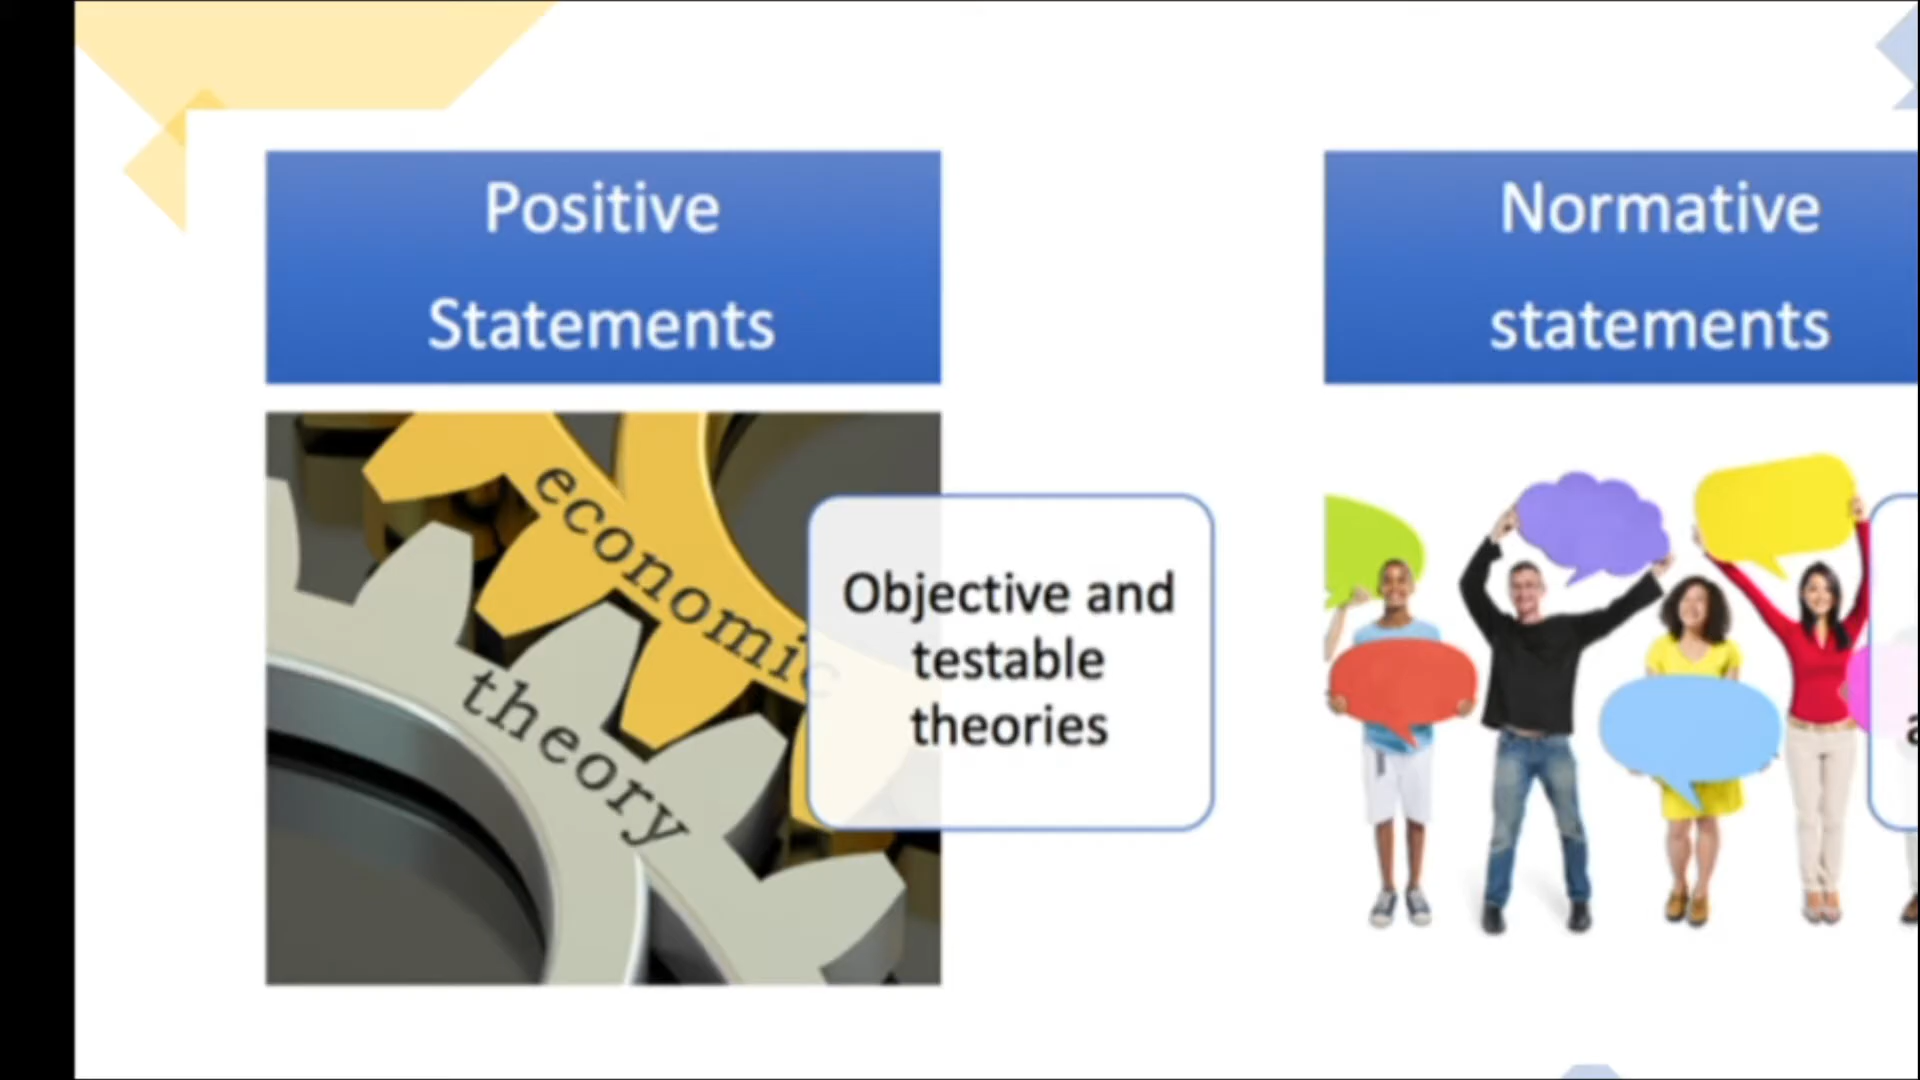 Positive
Statements
economic
theory
Objective and
testable
theories
Normative
statements